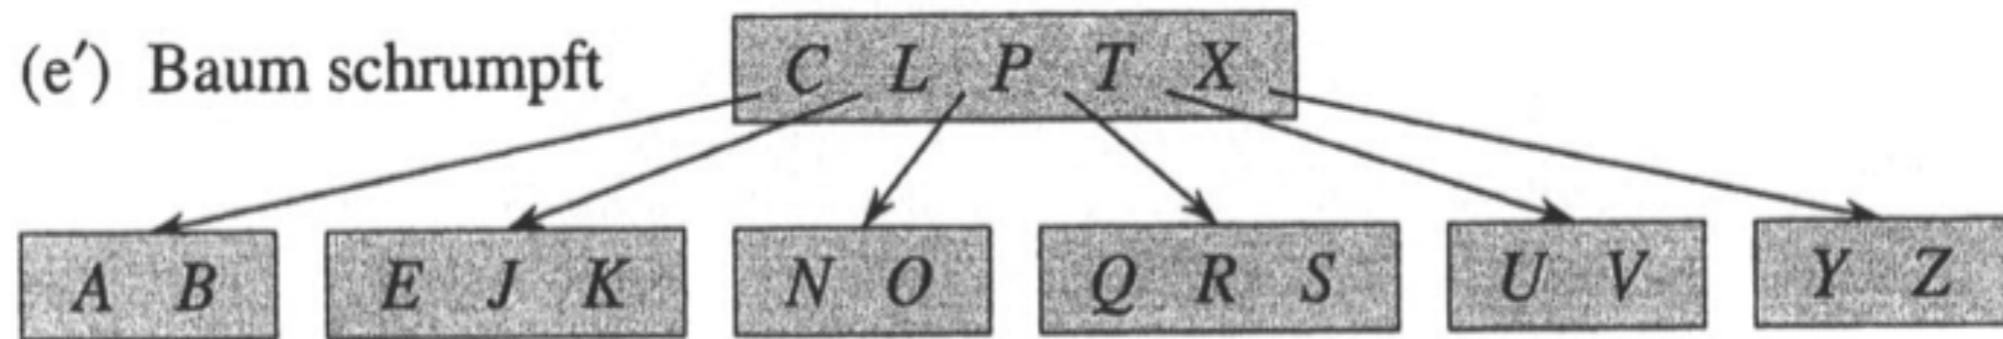 (e′) Baum schrumpft
C L P T X
A B E J K N O Q R S U V Y Z